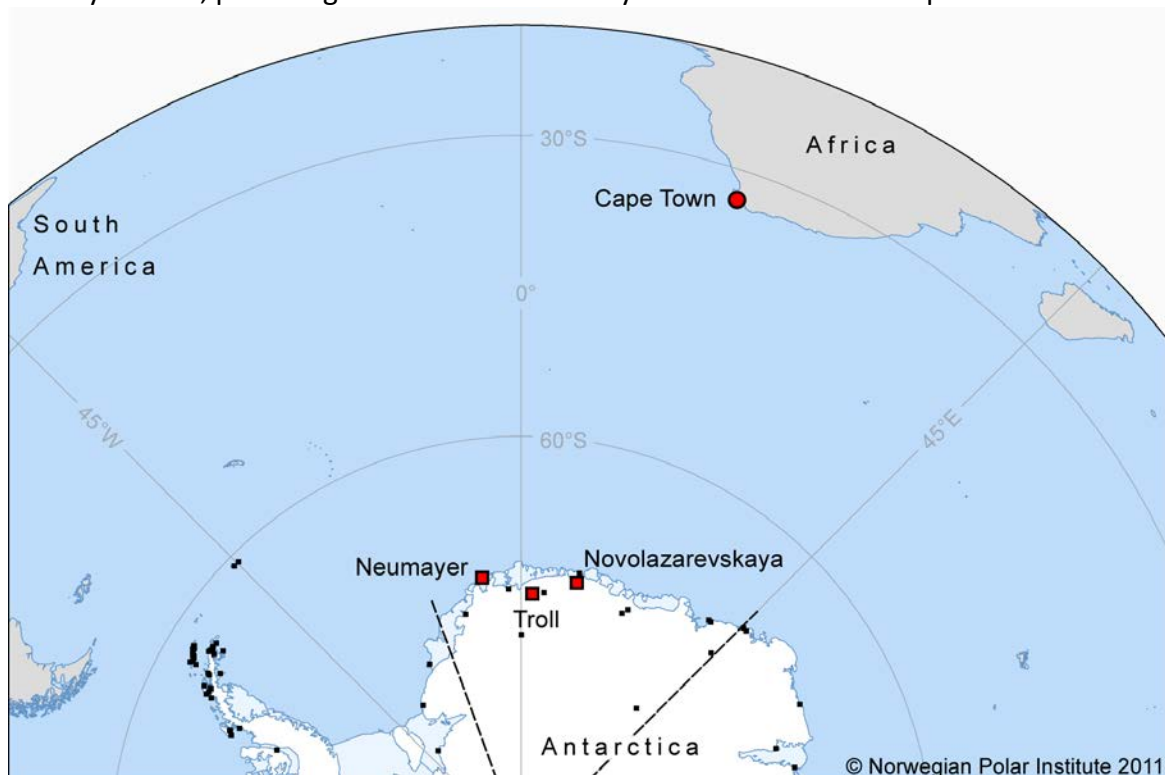 30°S
Africa
Cape Town
South
America
0°
45°W
60°S
45°E
Neumayer
Novolazarevskaya
Troll
Antarctica
© Norwegian Polar Institute 2011